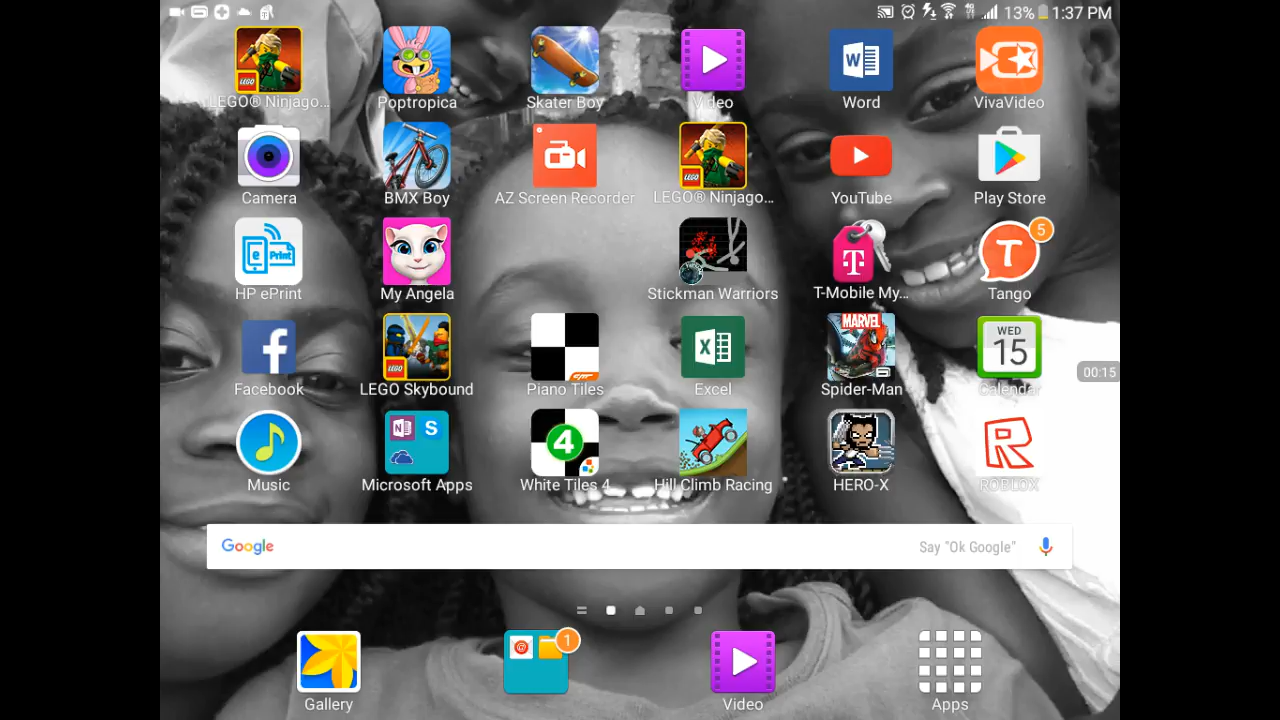 13% 1:37 PM
LEGO® Ninjago... Poptropica Skater Boy Video Word VivaVideo
Camera BMX Boy AZ Screen Recorder LEGO® Ninjago... YouTube Play Store
5
HP ePrint My Angela Stickman Warriors T-Mobile My... Tango
WED
15
00:15
Facebook LEGO Skybound Piano Tiles Excel Spider-Man Calendar
4
Music Microsoft Apps White Tiles 4 Hill Climb Racing HERO-X ROBLOX
Google Say "Ok Google"
1
Gallery Video Apps